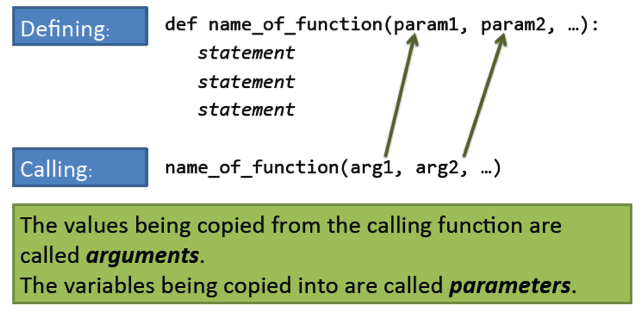 Defining: def name_of_function(param1, param2, …):
statement
statement
statement
Calling: name_of_function(arg1, arg2, …)
The values being copied from the calling function are
called arguments.
The variables being copied into are called parameters.